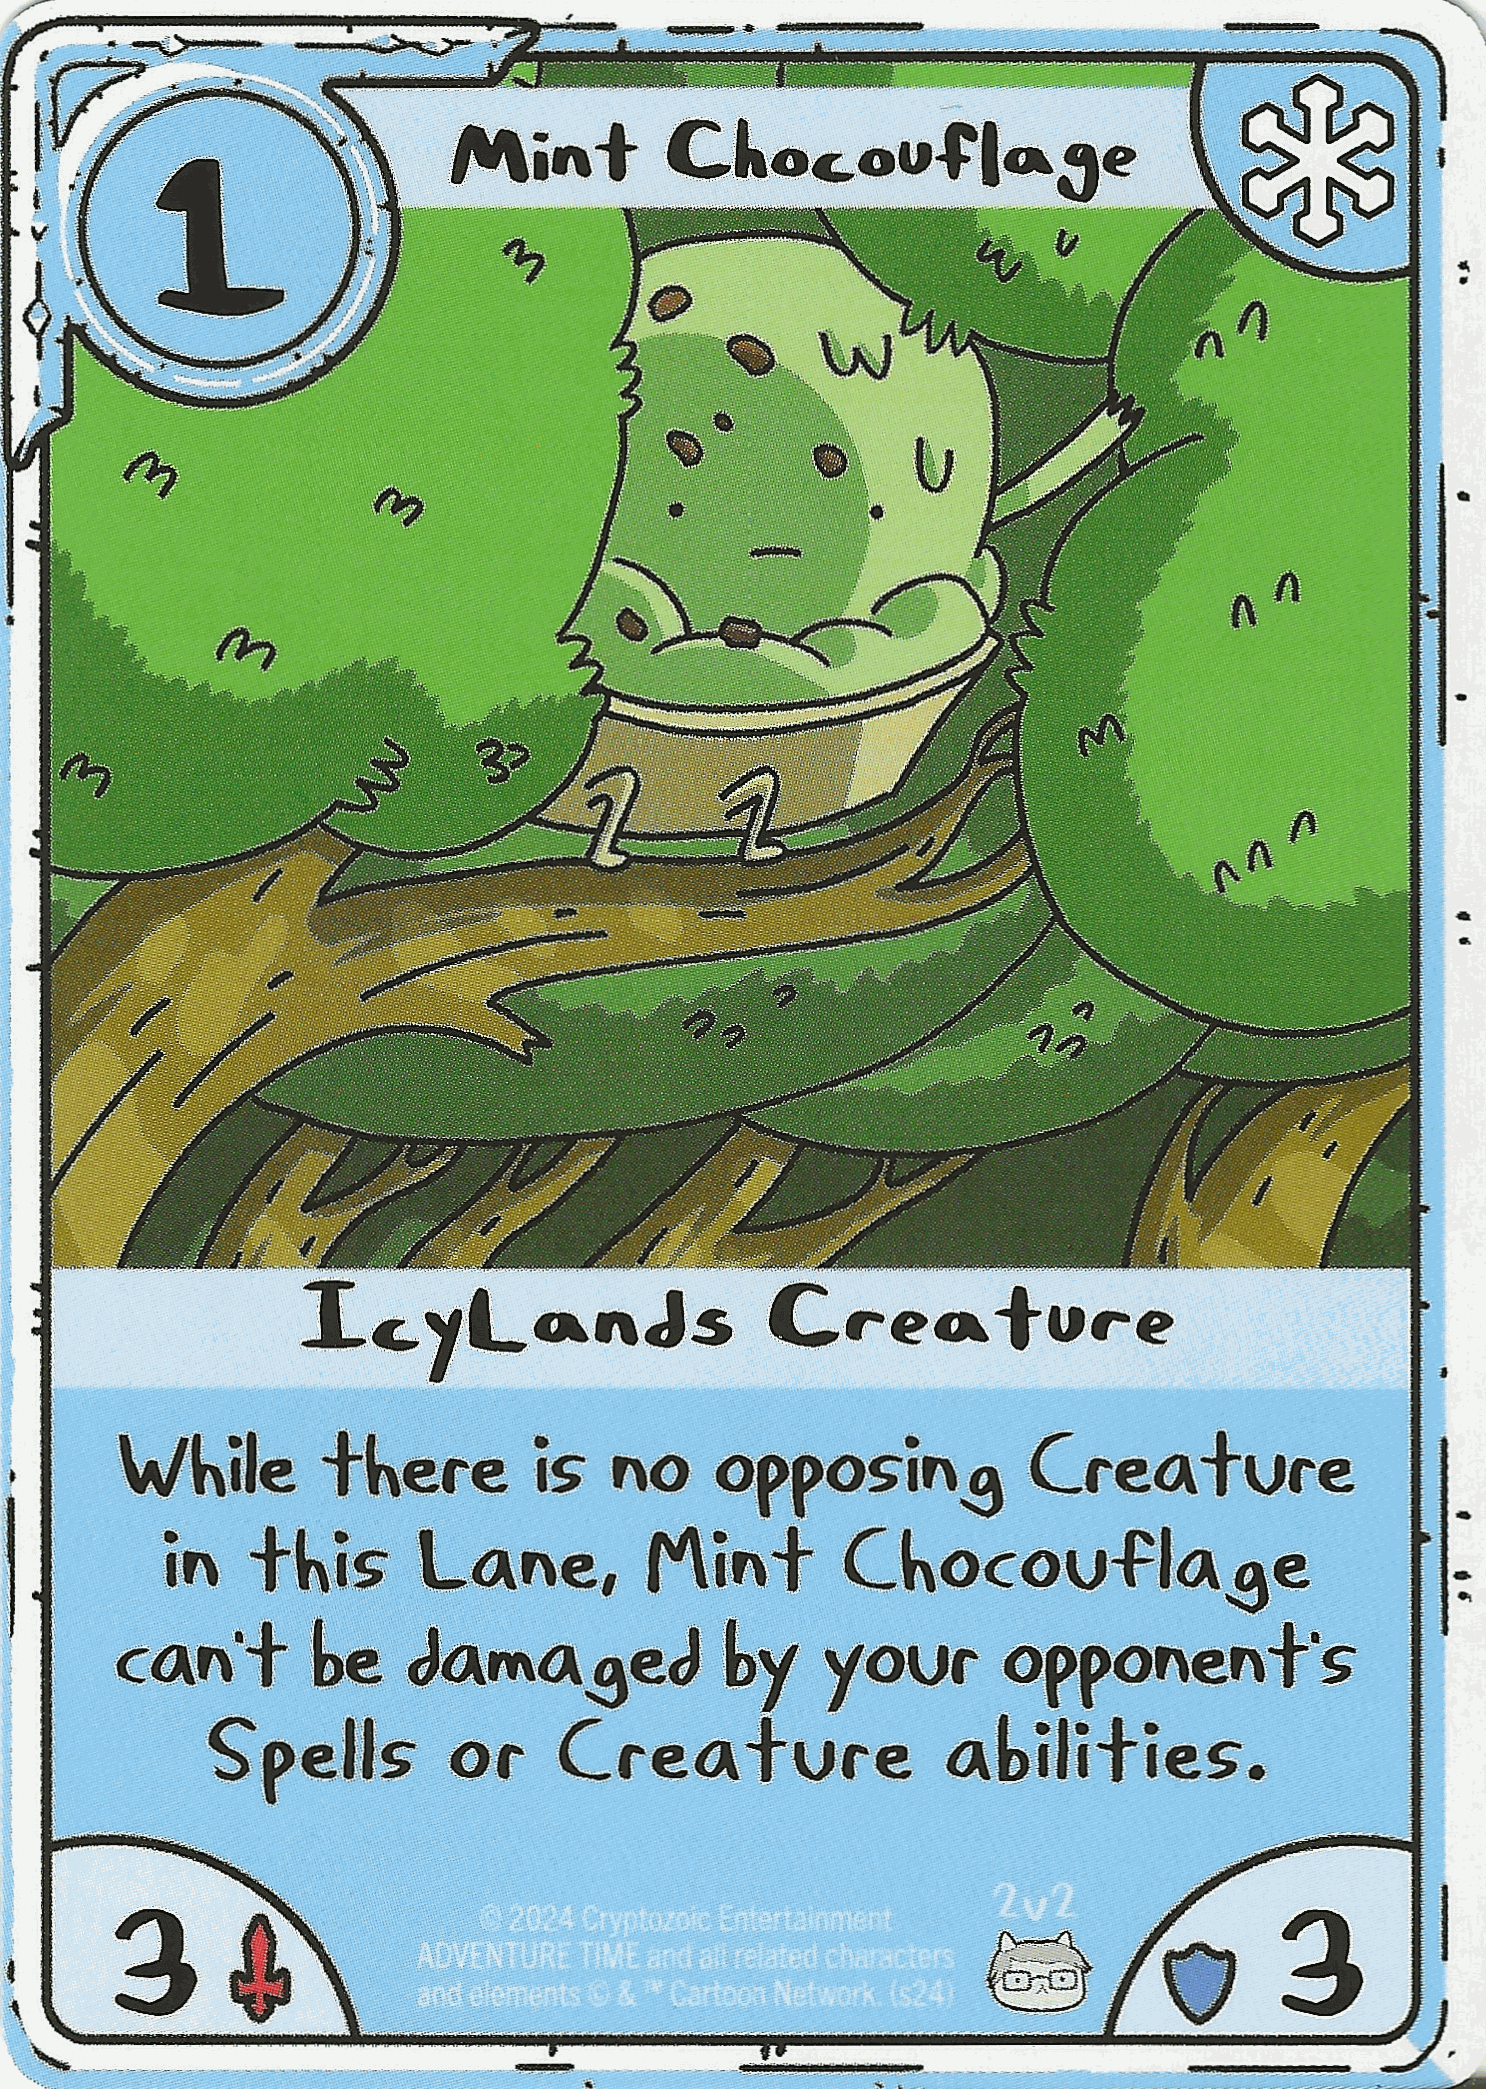 1
Mint Chocouflage
IcyLands Creature
While there is no opposing Creature
in this Lane, Mint Chocouflage
can't be damaged by your opponent's
Spells or Creature abilities.
3
© 2024 Cryptozoic Entertainment
ADVENTURE TIME and all related characters
and elements © & ™ Cartoon Network. (s24)
2v2
3